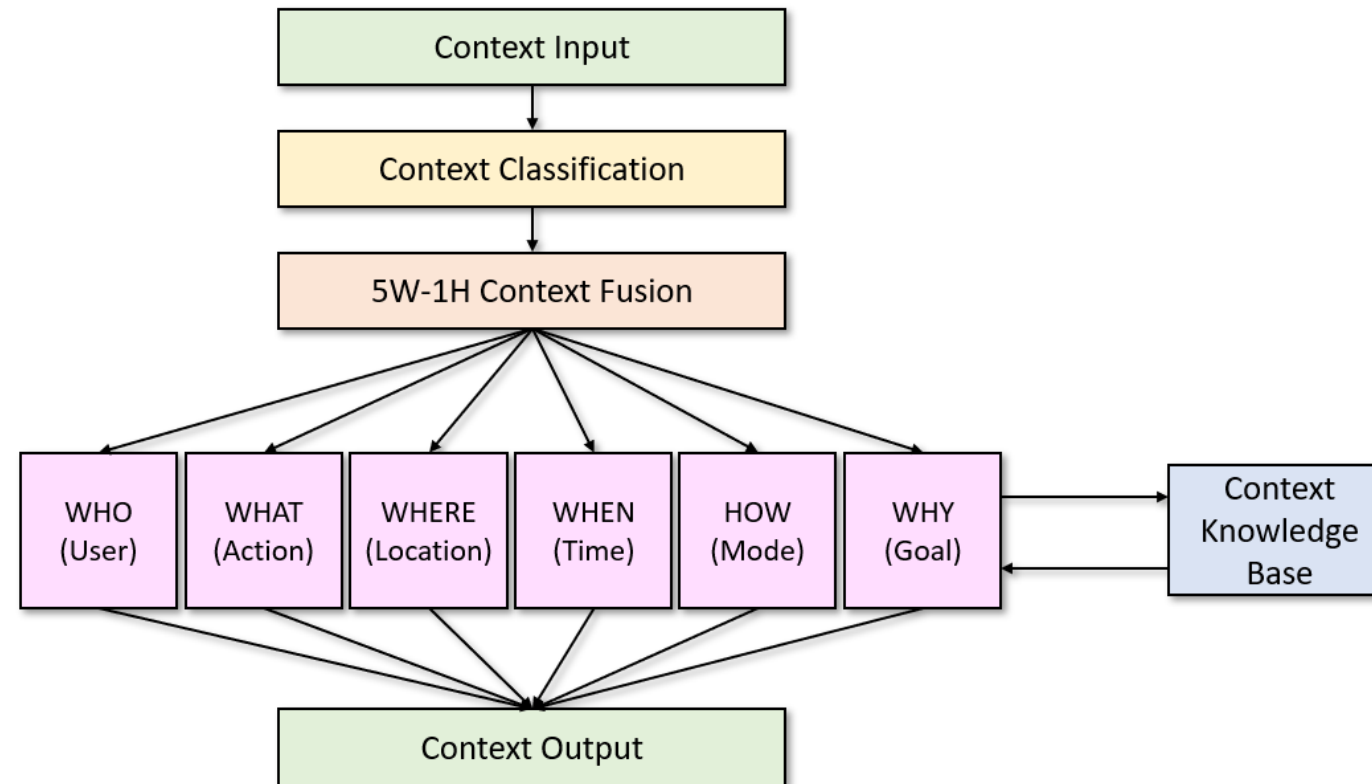 Context Input
Context Classification
5W-1H Context Fusion
WHO
(User)
WHAT
(Action)
WHERE
(Location)
WHEN
(Time)
HOW
(Mode)
WHY
(Goal)
Context
Knowledge
Base
Context Output